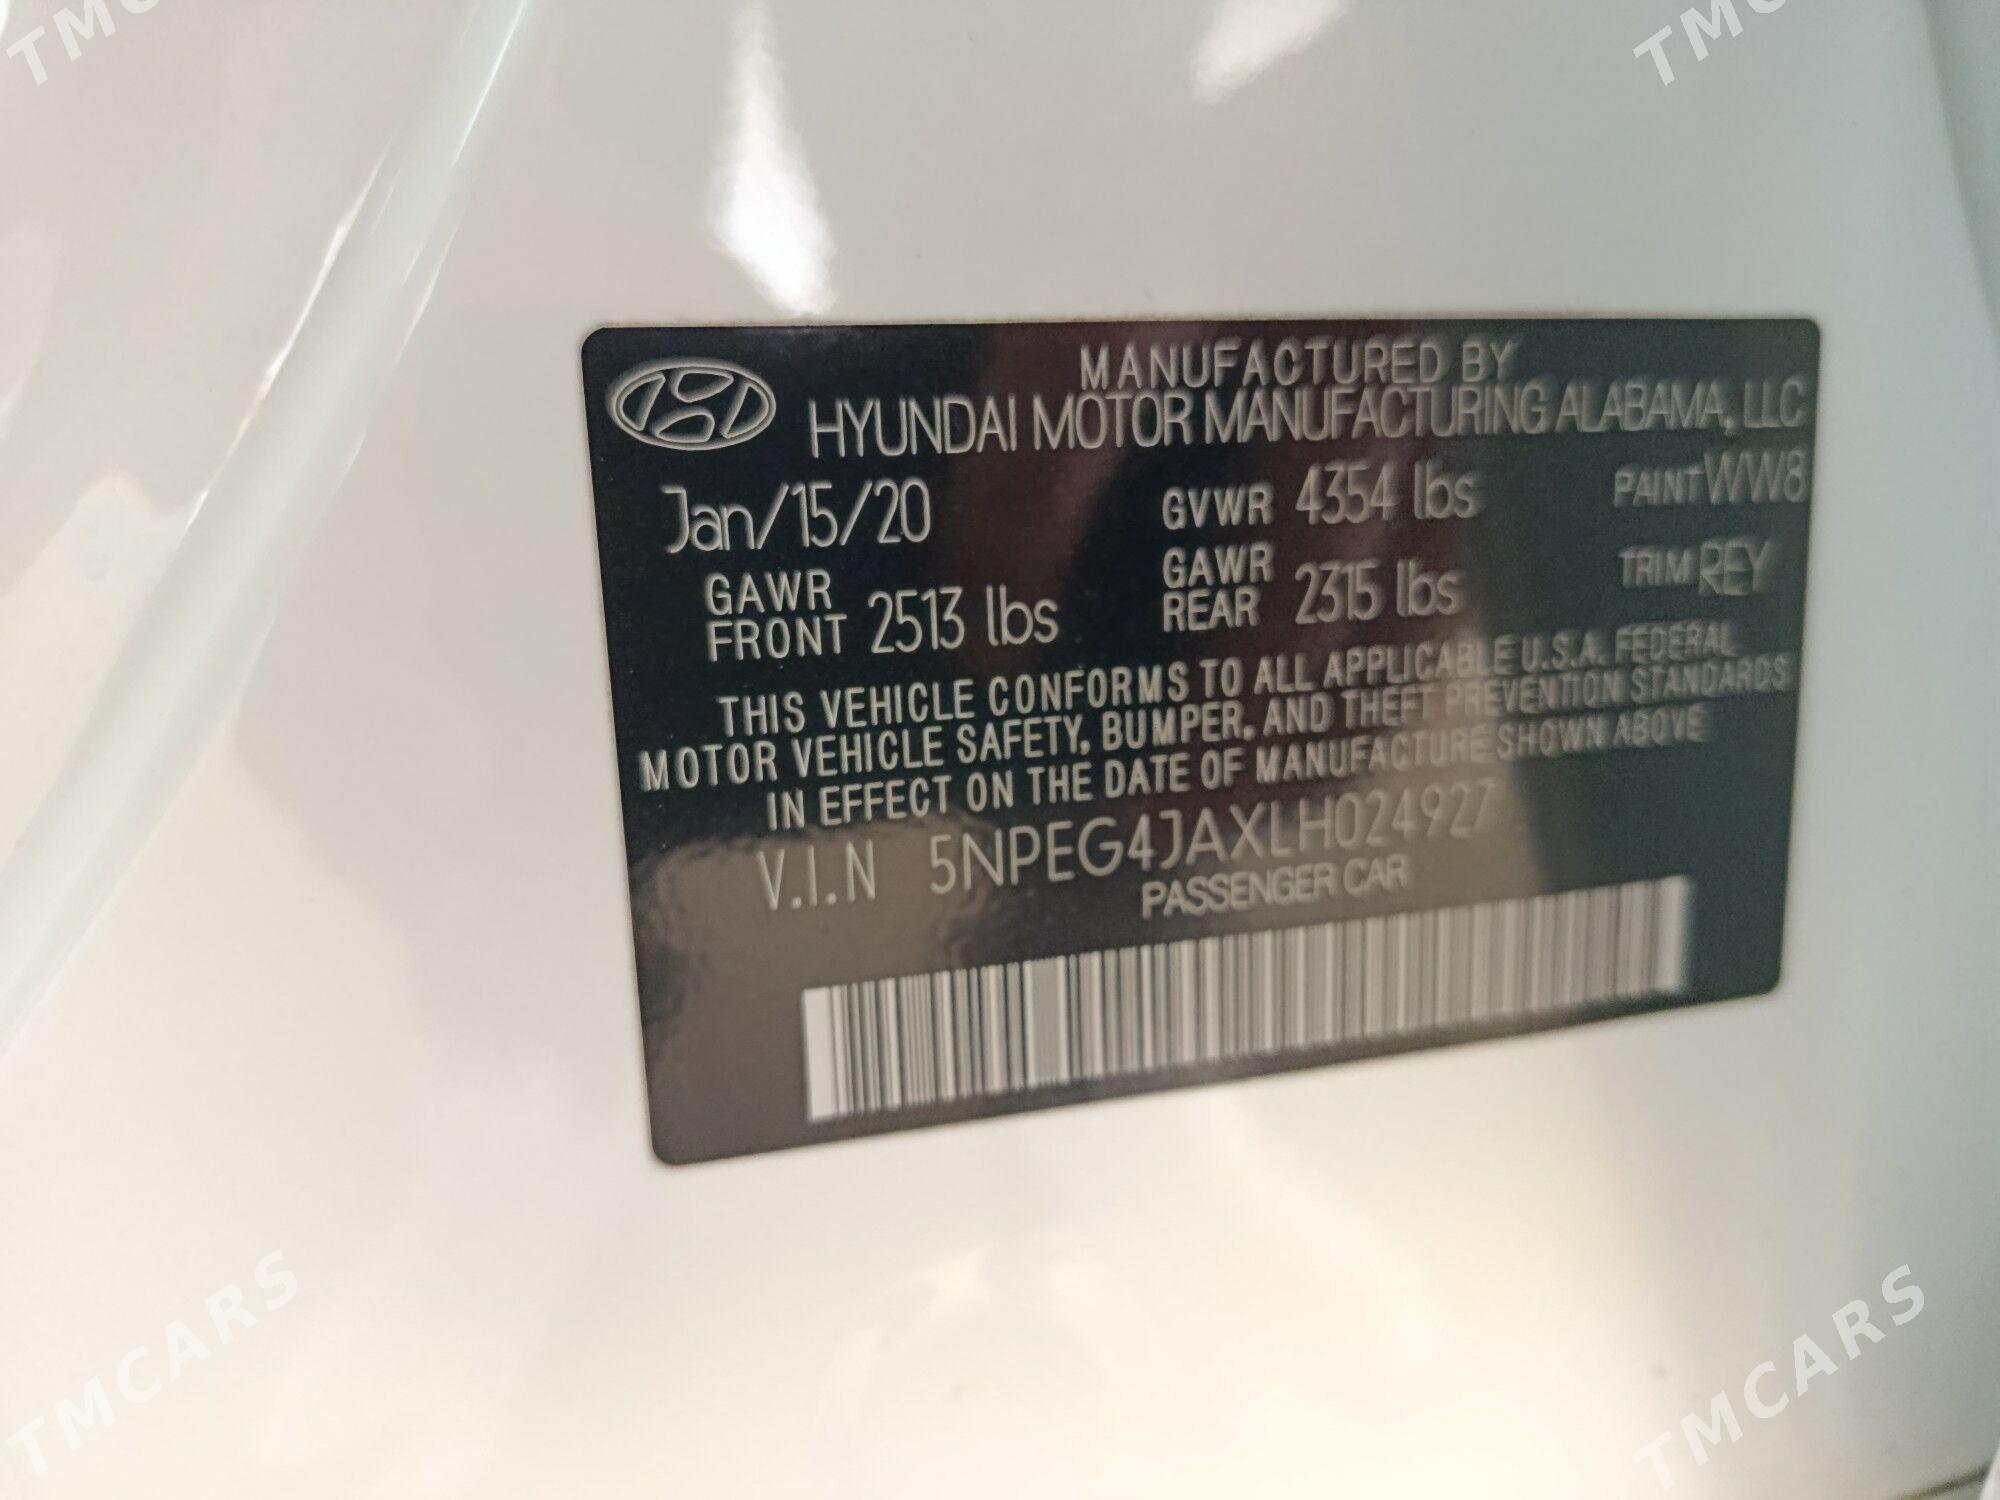 TMC
TMC
MANUFACTURED BY
HYUNDAI MOTOR MANUFACTURING ALABAMA, LLC
Jan/15/20 GVWR 4354 lbs PAINT WW8
GAWR FRONT 2513 lbs GAWR REAR 2315 lbs TRIM REY
THIS VEHICLE CONFORMS TO ALL APPLICABLE U.S.A. FEDERAL
MOTOR VEHICLE SAFETY, BUMPER, AND THEFT PREVENTION STANDARDS
IN EFFECT ON THE DATE OF MANUFACTURE SHOWN ABOVE
V.I.N 5NPEG4JAXLH024927
PASSENGER CAR
TMCARS
TMCARS